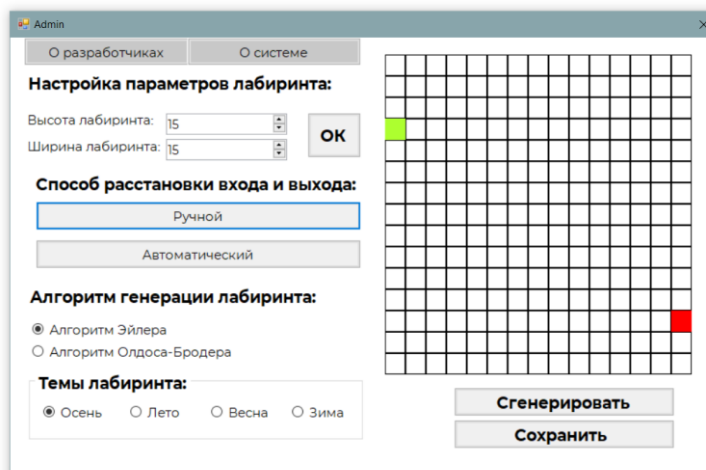 Admin
О разработчиках
О системе
Настройка параметров лабиринта:
Высота лабиринта: 15
Ширина лабиринта: 15
ОК
Способ расстановки входа и выхода:
Ручной
Автоматический
Алгоритм генерации лабиринта:
Алгоритм Эйлера
Алгоритм Олдоса-Бродера
Темы лабиринта:
Осень Лето Весна Зима
Сгенерировать
Сохранить